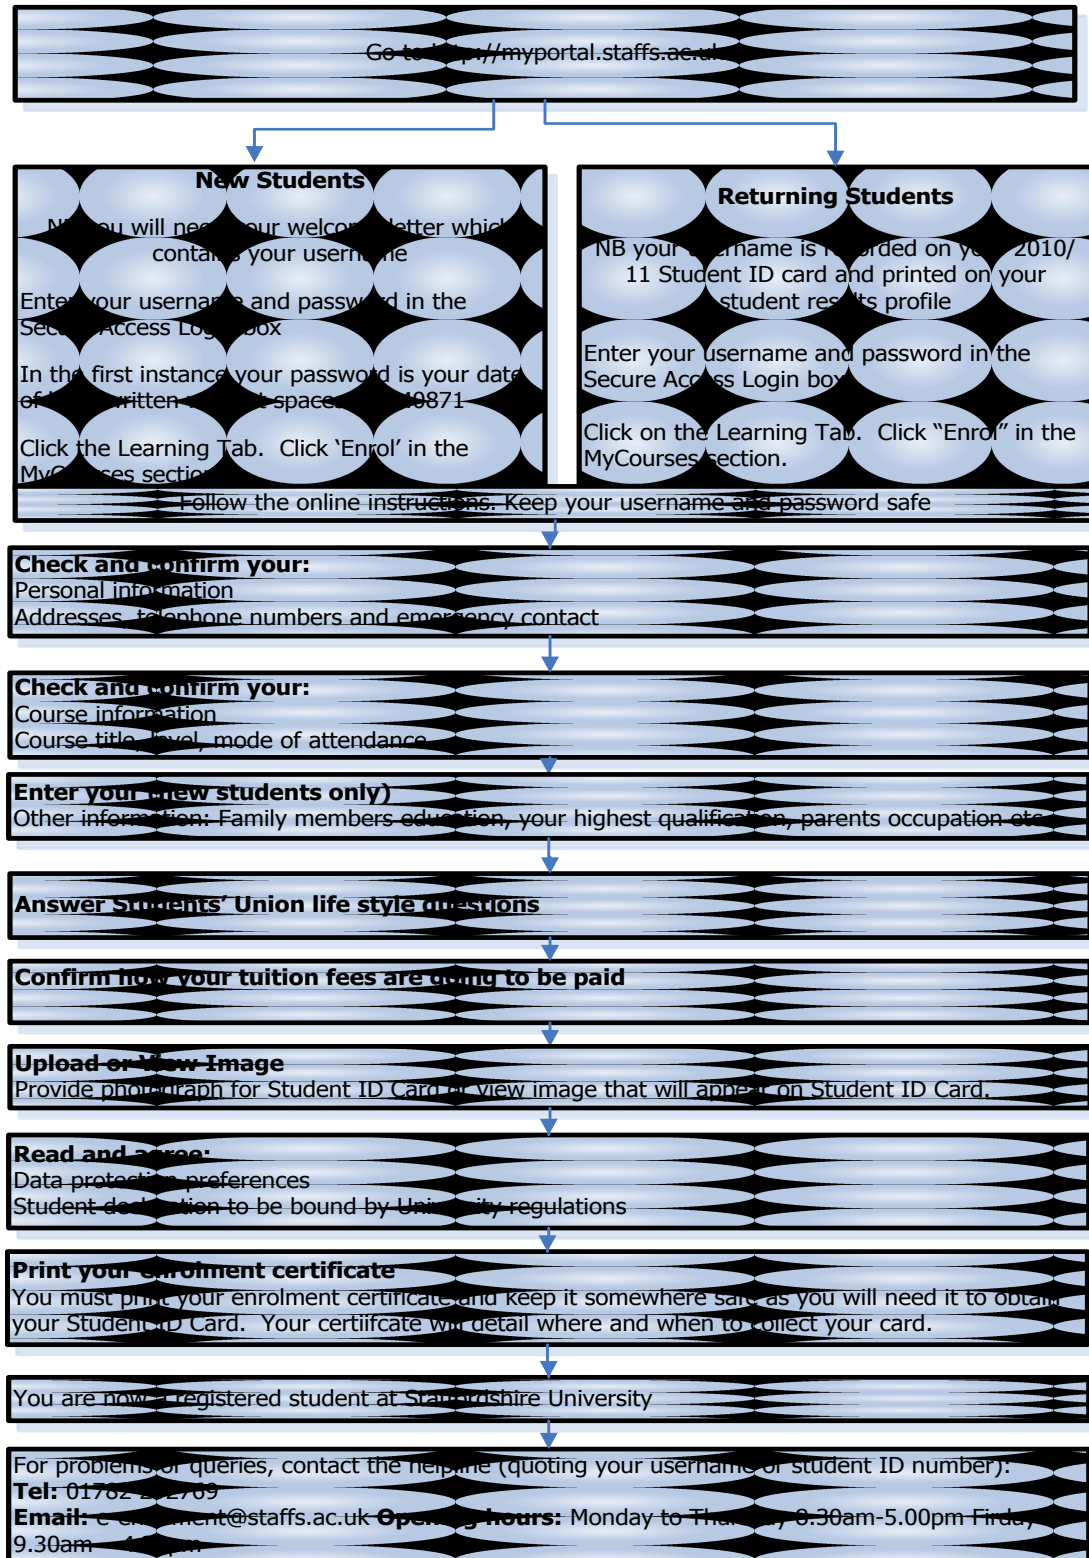 Go to http://myportal.staffs.ac.uk
New Students
NB you will need your welcome letter which
contains your username
Enter your username and password in the
Secure Access Login box
In the first instance your password is your date
of written spaces 40871
Click the Learning Tab. Click ‘Enrol’ in the
MyCourses section
Returning Students
NB your username is recorded on your 2010/
11 Student ID card and printed on your
student results profile
Enter your username and password in the
Secure Access Login box
Click on the Learning Tab. Click “Enrol” in the
MyCourses section.
Follow the online instructions. Keep your username and password safe
Check and confirm your:
Personal information
Addresses, telephone numbers and emergency contact
Check and confirm your:
Course information
Course title, level, mode of attendance
Enter your (new students only)
Other information: Family members education, your highest qualification, parents occupation etc
Answer Students’ Union life style questions
Confirm how your tuition fees are going to be paid
Upload or View Image
Provide photograph for Student ID Card or view image that will appear on Student ID Card.
Read and agree:
Data protection preferences
Student declaration to be bound by University regulations
Print your enrolment certificate
You must print your enrolment certificate and keep it somewhere safe as you will need it to obtain
your Student ID Card. Your certiifcate will detail where and when to collect your card.
You are now a registered student at Staffordshire University
For problems or queries, contact the helpline (quoting your username or student ID number):
Tel: 01782
Email: e-enrolment@staffs.ac.uk Opening hours: Monday to Thursday 8.30am-5.00pm Firday
9.30am